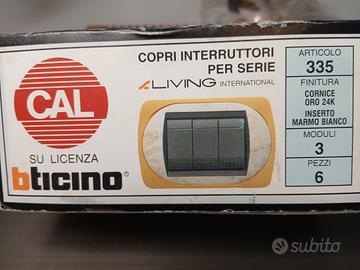 COPRI INTERRUTTORI
PER SERIE
LIVING INTERNATIONAL
CAL
®
SU LICENZA
bticino®
ARTICOLO
335
FINITURA
CORNICE
ORO 24K
INSERTO
MARMO BIANCO
MODULI
3
PEZZI
6
subito